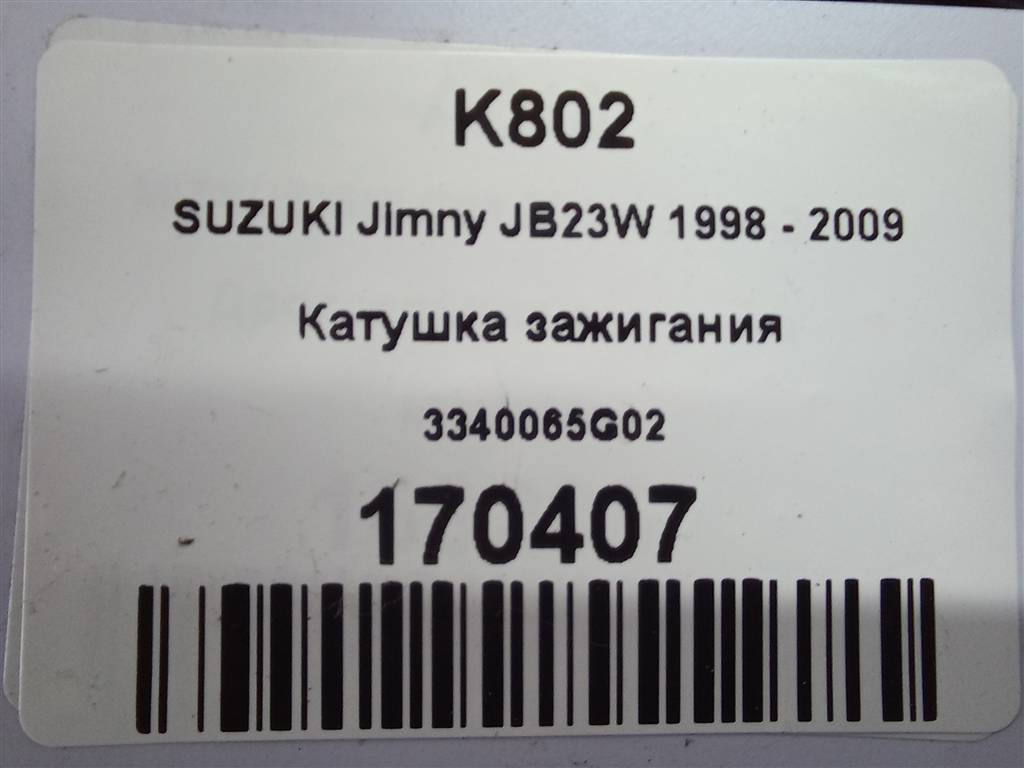 K802
SUZUKI Jimny JB23W 1998 - 2009
Катушка зажигания
3340065G02
170407